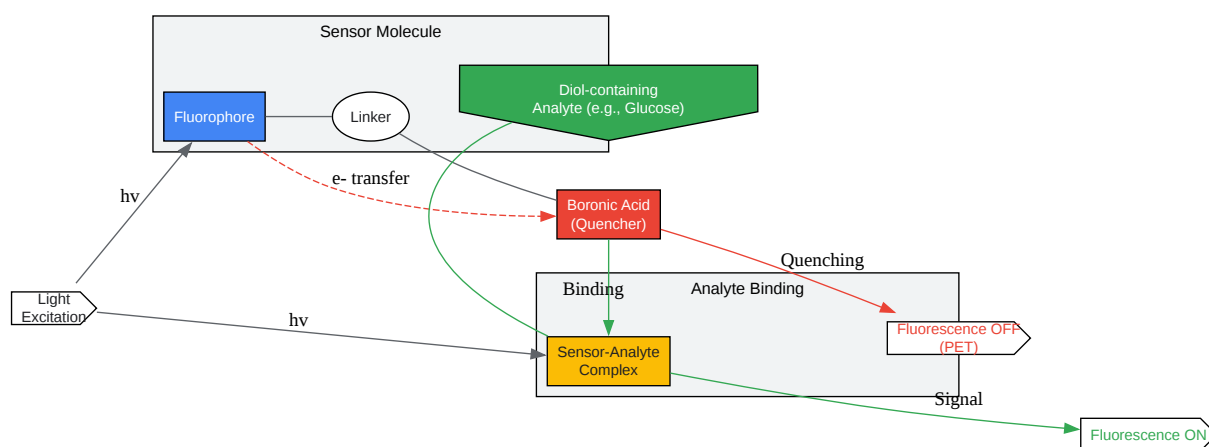 Sensor Molecule
Diol-containing
Analyte (e.g., Glucose)
Fluorophore
Linker
e- transfer
hv
Boronic Acid
(Quencher)
Quenching
Light
Excitation
hv
Binding
Analyte Binding
Fluorescence OFF
(PET)
Sensor-Analyte
Complex
Signal
Fluorescence ON